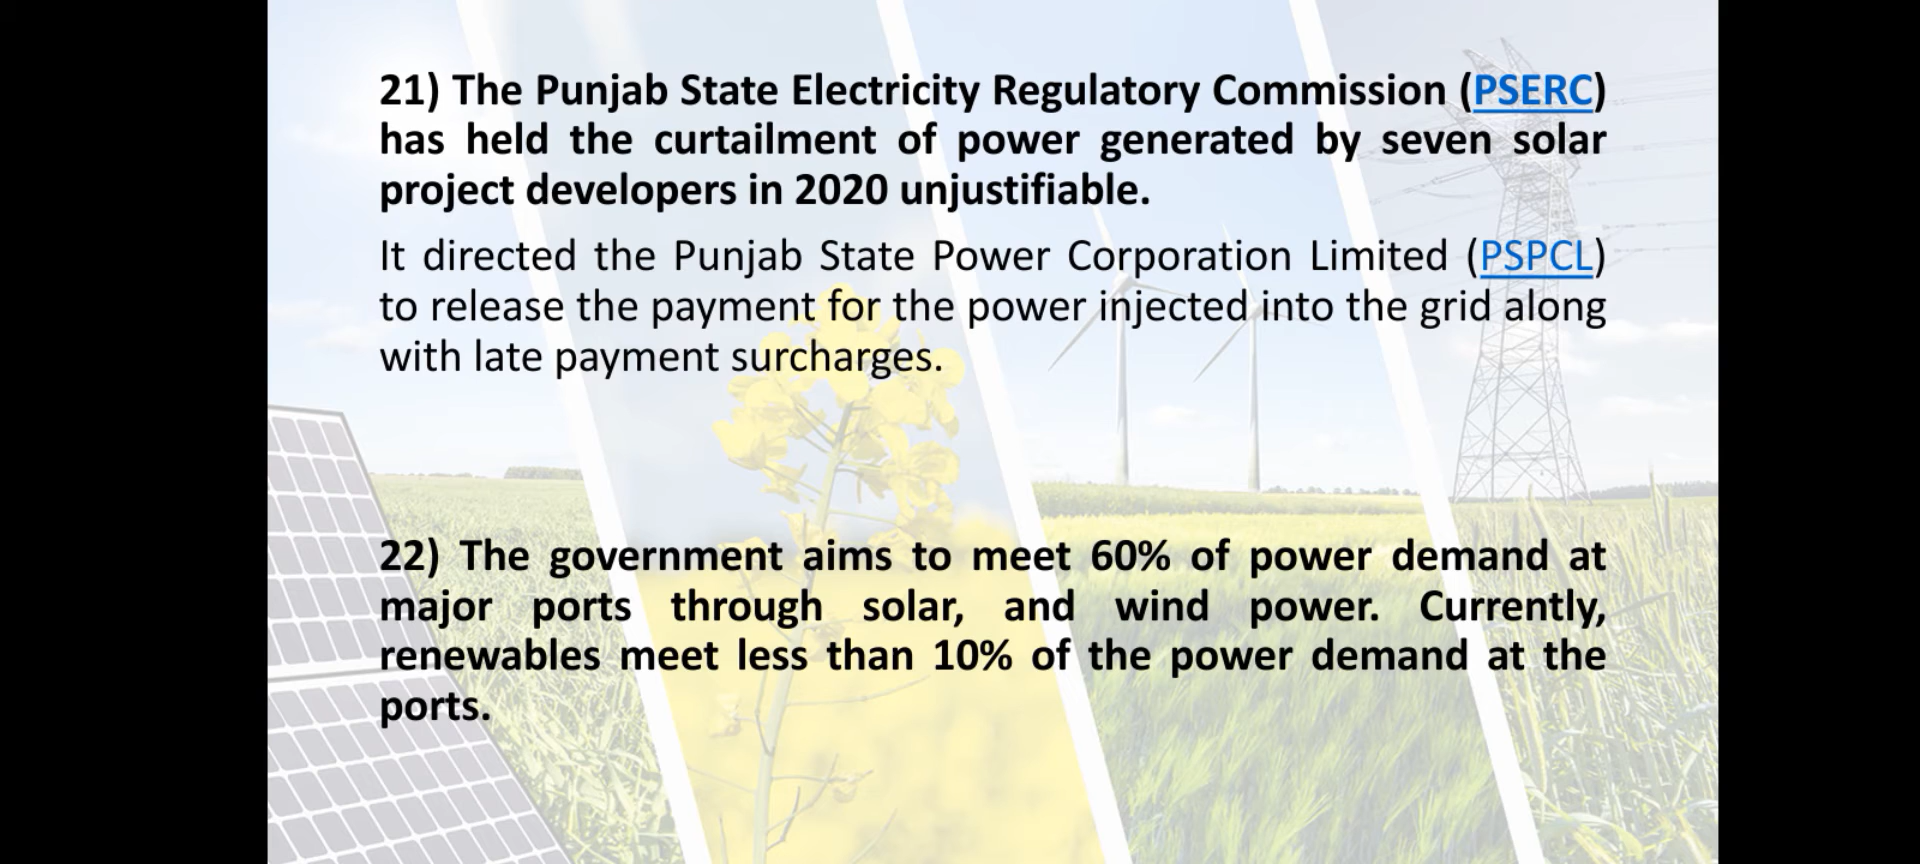 21) The Punjab State Electricity Regulatory Commission (PSERC)
has held the curtailment of power generated by seven solar
project developers in 2020 unjustifiable.
It directed the Punjab State Power Corporation Limited (PSPCL)
to release the payment for the power injected into the grid along
with late payment surcharges.
22) The government aims to meet 60% of power demand at
major ports through solar, and wind power. Currently,
renewables meet less than 10% of the power demand at the
ports.